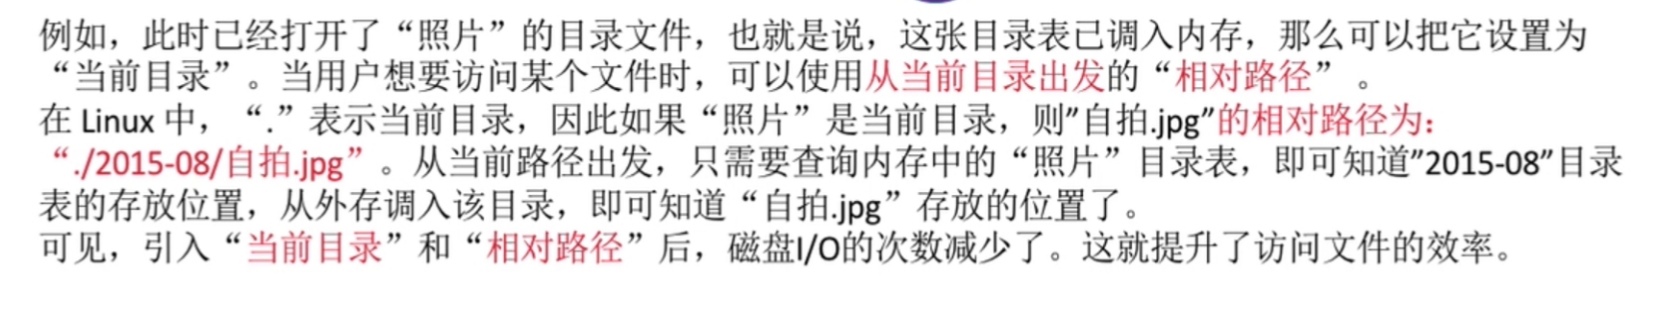 例如，此时已经打开了“照片”的目录文件，也就是说，这张目录表已调入内存，那么可以把它设置为
“当前目录”。当用户想要访问某个文件时，可以使用从当前目录出发的“相对路径”。
在 Linux 中，“.”表示当前目录，因此如果“照片”是当前目录，则”自拍.jpg”的相对路径为：
“./2015-08/自拍.jpg”。从当前路径出发，只需要查询内存中的“照片”目录表，即可知道”2015-08”目录
表的存放位置，从外存调入该目录，即可知道“自拍.jpg”存放的位置了。
可见，引入“当前目录”和“相对路径”后，磁盘I/O的次数减少了。这就提升了访问文件的效率。